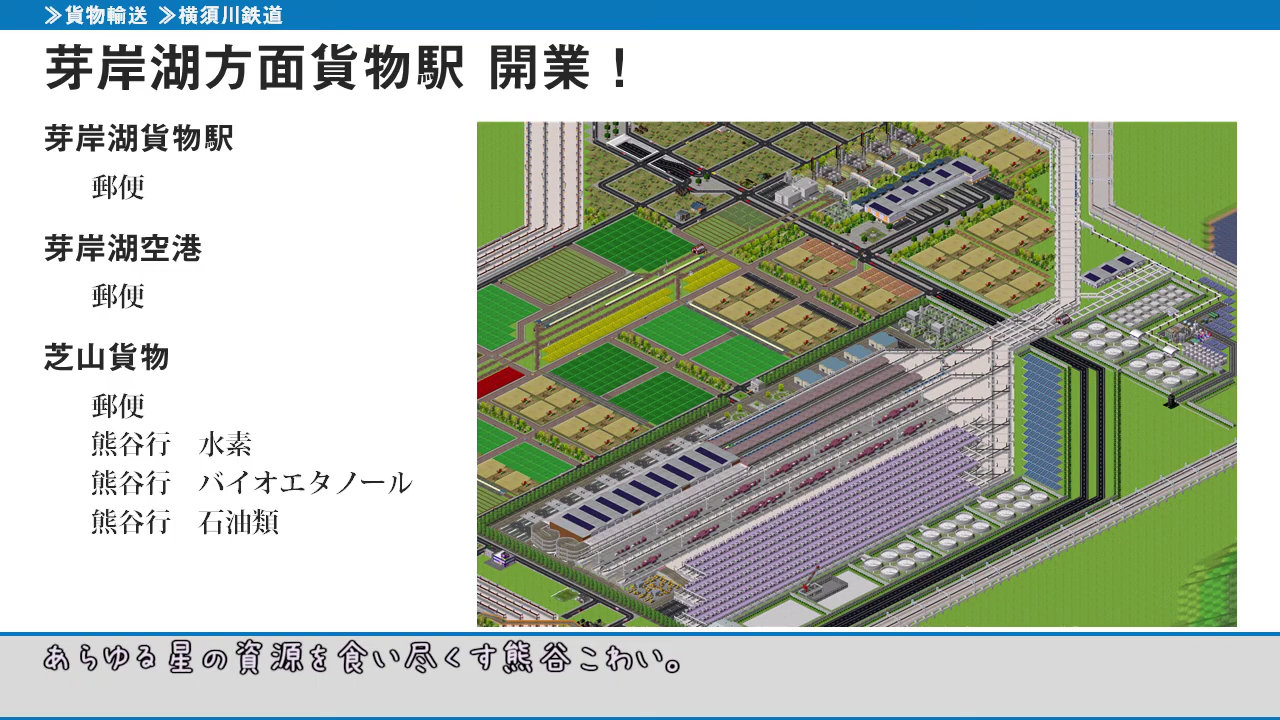 ≫貨物輸送 ≫横須川鉄道
芽岸湖方面貨物駅 開業！
芽岸湖貨物駅
郵便
芽岸湖空港
郵便
芝山貨物
郵便
熊谷行　水素
熊谷行　バイオエタノール
熊谷行　石油類
あらゆる星の資源を食い尽くす熊谷こわい。